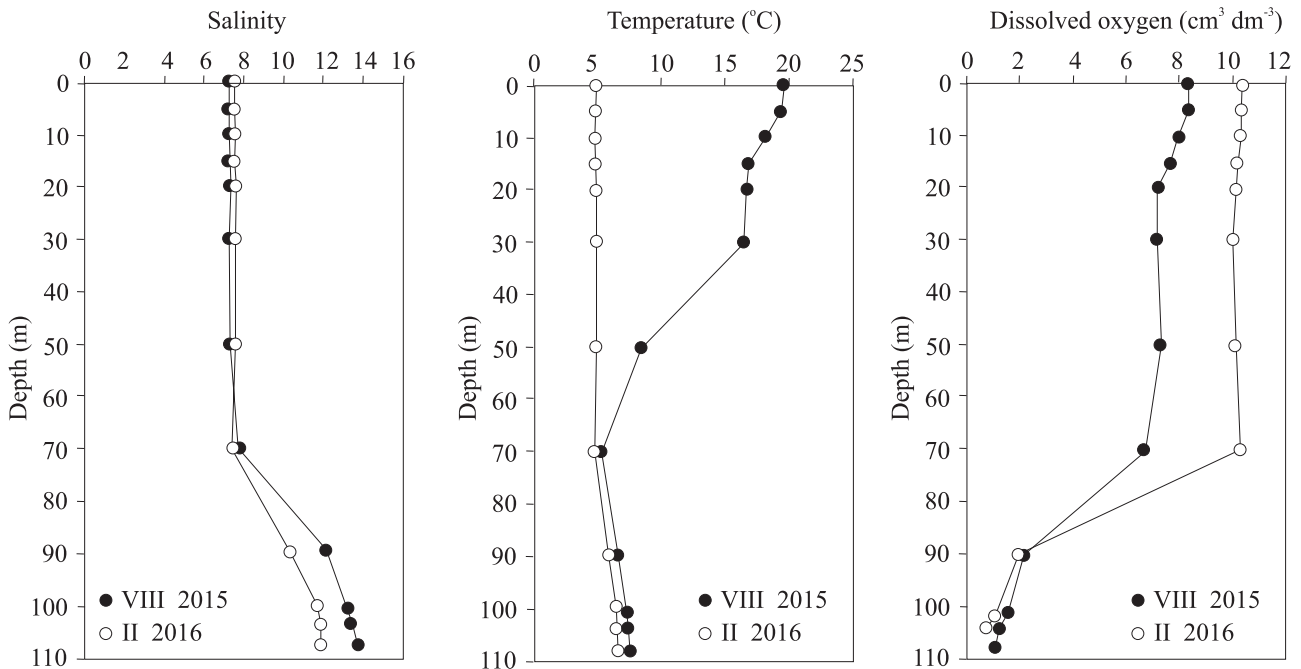 Salinity
0 2 4 6 8 10 12 14 16
0
10
20
30
40
50
60
70
80
90
100
110
Depth (m)
VIII 2015
II 2016
Temperature (°C)
0 5 10 15 20 25
0
10
20
30
40
50
60
70
80
90
100
110
Depth (m)
VIII 2015
II 2016
Dissolved oxygen (cm³ dm⁻³)
0 2 4 6 8 10 12
0
10
20
30
40
50
60
70
80
90
100
110
Depth (m)
VIII 2015
II 2016